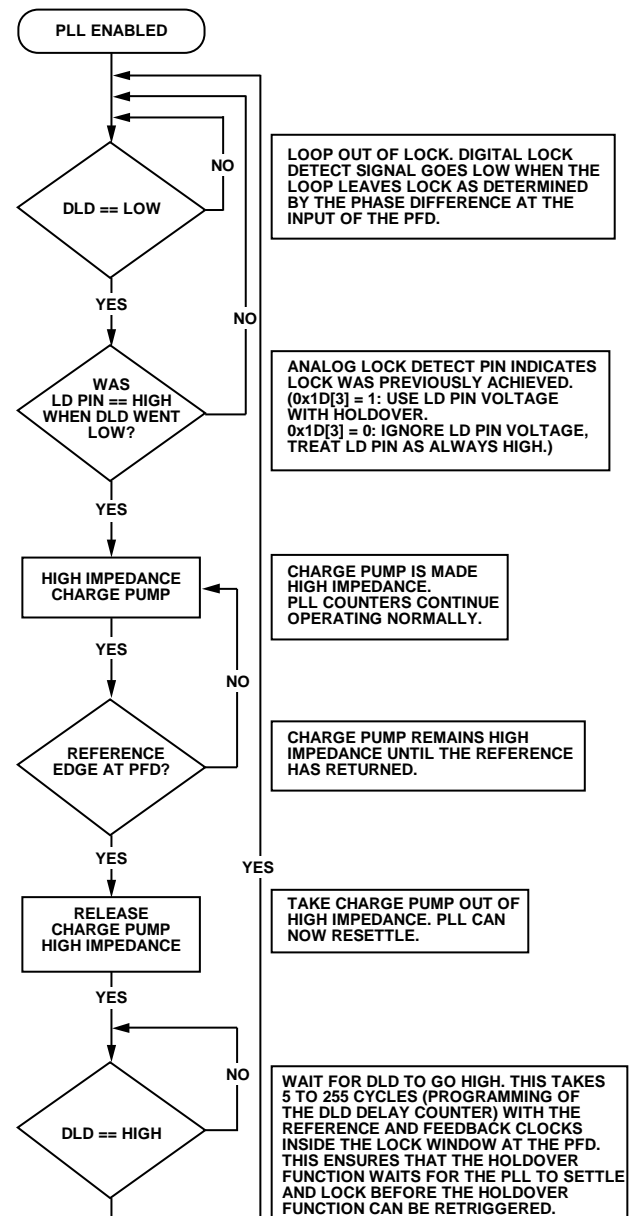 PLL ENABLED
NO
DLD == LOW
LOOP OUT OF LOCK. DIGITAL LOCK
DETECT SIGNAL GOES LOW WHEN THE
LOOP LEAVES LOCK AS DETERMINED
BY THE PHASE DIFFERENCE AT THE
INPUT OF THE PFD.
YES
NO
WAS
LD PIN == HIGH
WHEN DLD WENT
LOW?
ANALOG LOCK DETECT PIN INDICATES
LOCK WAS PREVIOUSLY ACHIEVED.
(0x1D[3] = 1: USE LD PIN VOLTAGE
WITH HOLDOVER.
0x1D[3] = 0: IGNORE LD PIN VOLTAGE,
TREAT LD PIN AS ALWAYS HIGH.)
YES
HIGH IMPEDANCE
CHARGE PUMP
CHARGE PUMP IS MADE
HIGH IMPEDANCE.
PLL COUNTERS CONTINUE
OPERATING NORMALLY.
YES
NO
REFERENCE
EDGE AT PFD?
CHARGE PUMP REMAINS HIGH
IMPEDANCE UNTIL THE REFERENCE
HAS RETURNED.
YES
YES
RELEASE
CHARGE PUMP
HIGH IMPEDANCE
TAKE CHARGE PUMP OUT OF
HIGH IMPEDANCE. PLL CAN
NOW RESETTLE.
YES
NO
DLD == HIGH
WAIT FOR DLD TO GO HIGH. THIS TAKES
5 TO 255 CYCLES (PROGRAMMING OF
THE DLD DELAY COUNTER) WITH THE
REFERENCE AND FEEDBACK CLOCKS
INSIDE THE LOCK WINDOW AT THE PFD.
THIS ENSURES THAT THE HOLDOVER
FUNCTION WAITS FOR THE PLL TO SETTLE
AND LOCK BEFORE THE HOLDOVER
FUNCTION CAN BE RETRIGGERED.